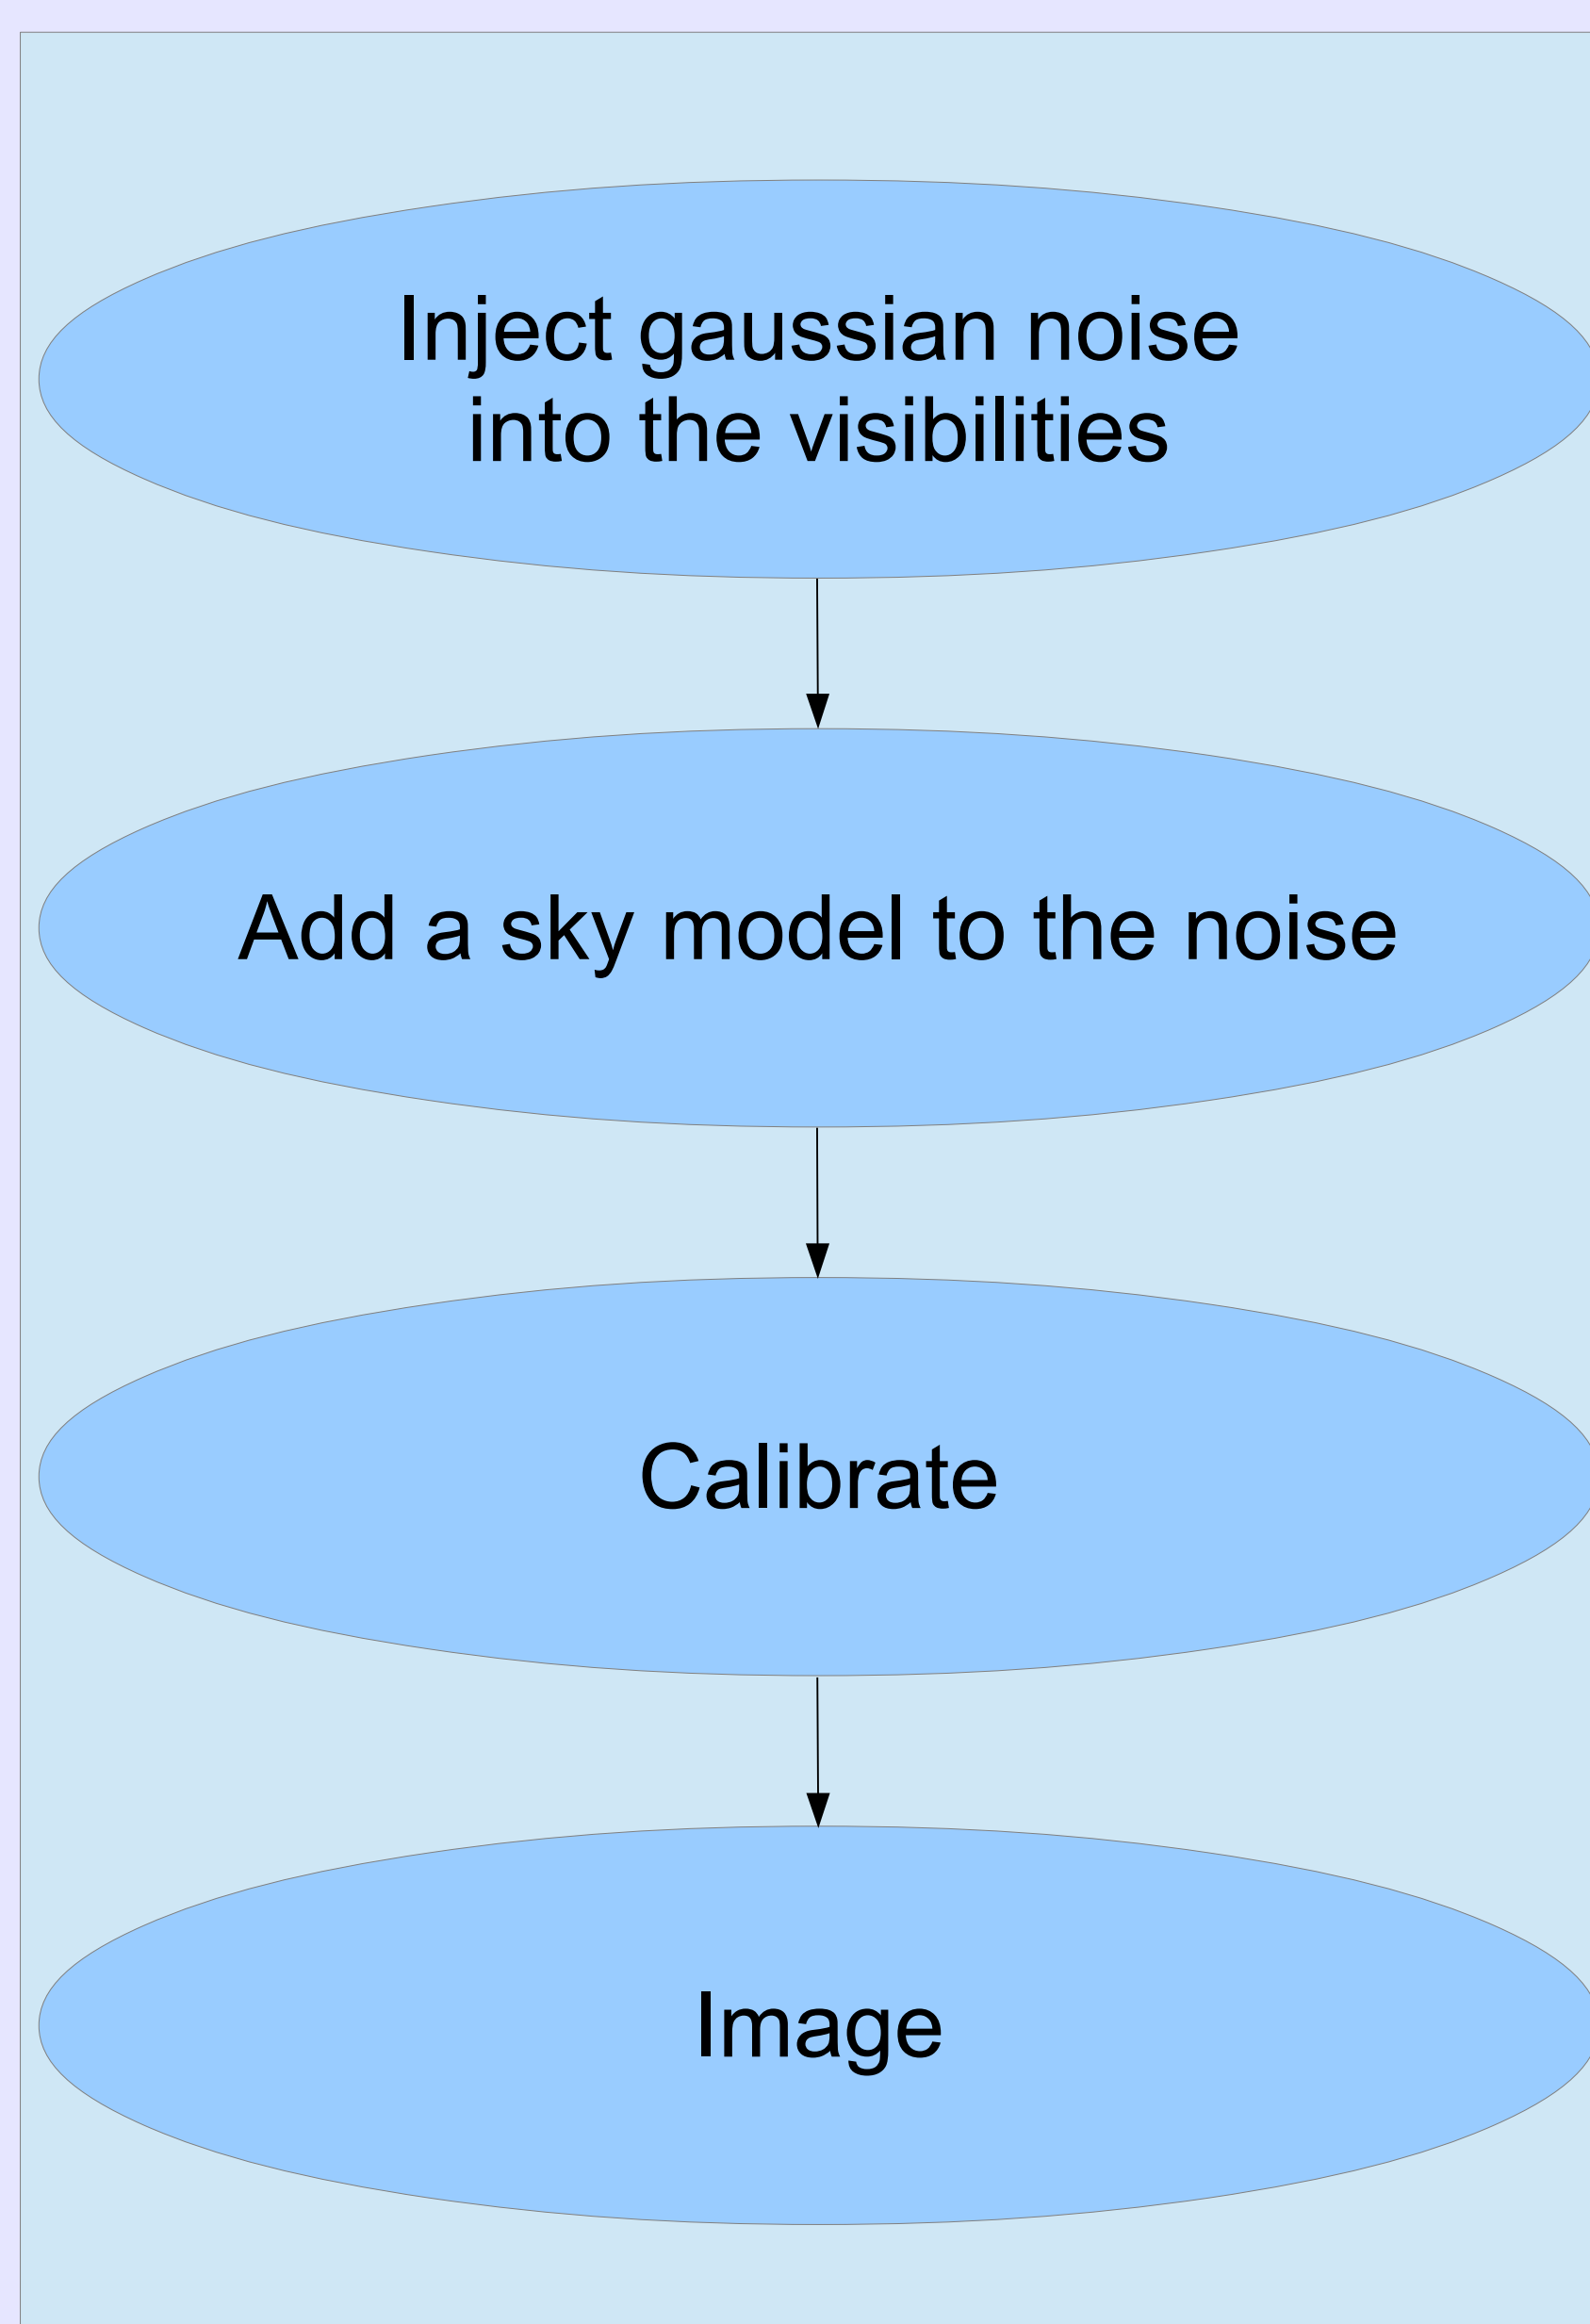 Inject gaussian noise
into the visibilities
Add a sky model to the noise
Calibrate
Image